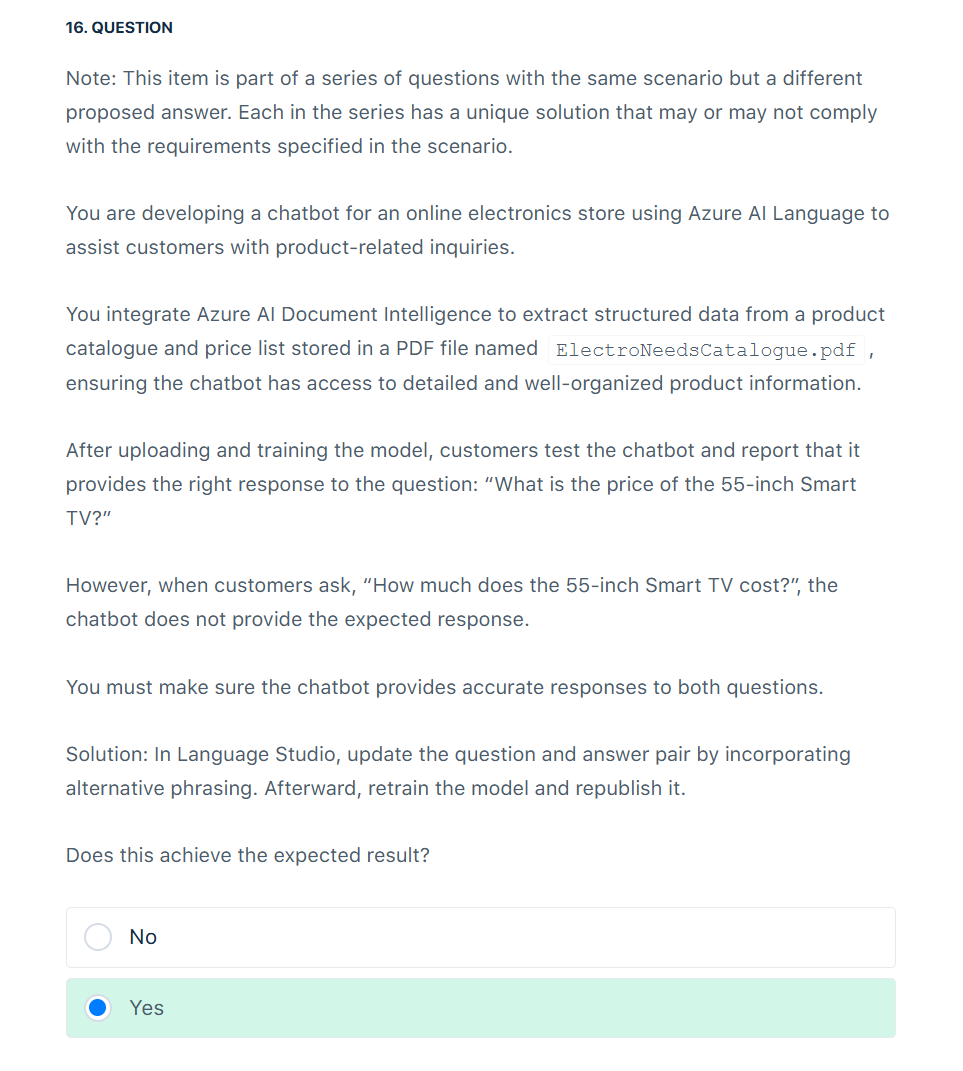 16. QUESTION
Note: This item is part of a series of questions with the same scenario but a different
proposed answer. Each in the series has a unique solution that may or may not comply
with the requirements specified in the scenario.
You are developing a chatbot for an online electronics store using Azure AI Language to
assist customers with product-related inquiries.
You integrate Azure AI Document Intelligence to extract structured data from a product
catalogue and price list stored in a PDF file named ElectroNeedsCatalogue.pdf ,
ensuring the chatbot has access to detailed and well-organized product information.
After uploading and training the model, customers test the chatbot and report that it
provides the right response to the question: “What is the price of the 55-inch Smart
TV?”
However, when customers ask, “How much does the 55-inch Smart TV cost?”, the
chatbot does not provide the expected response.
You must make sure the chatbot provides accurate responses to both questions.
Solution: In Language Studio, update the question and answer pair by incorporating
alternative phrasing. Afterward, retrain the model and republish it.
Does this achieve the expected result?
No
Yes